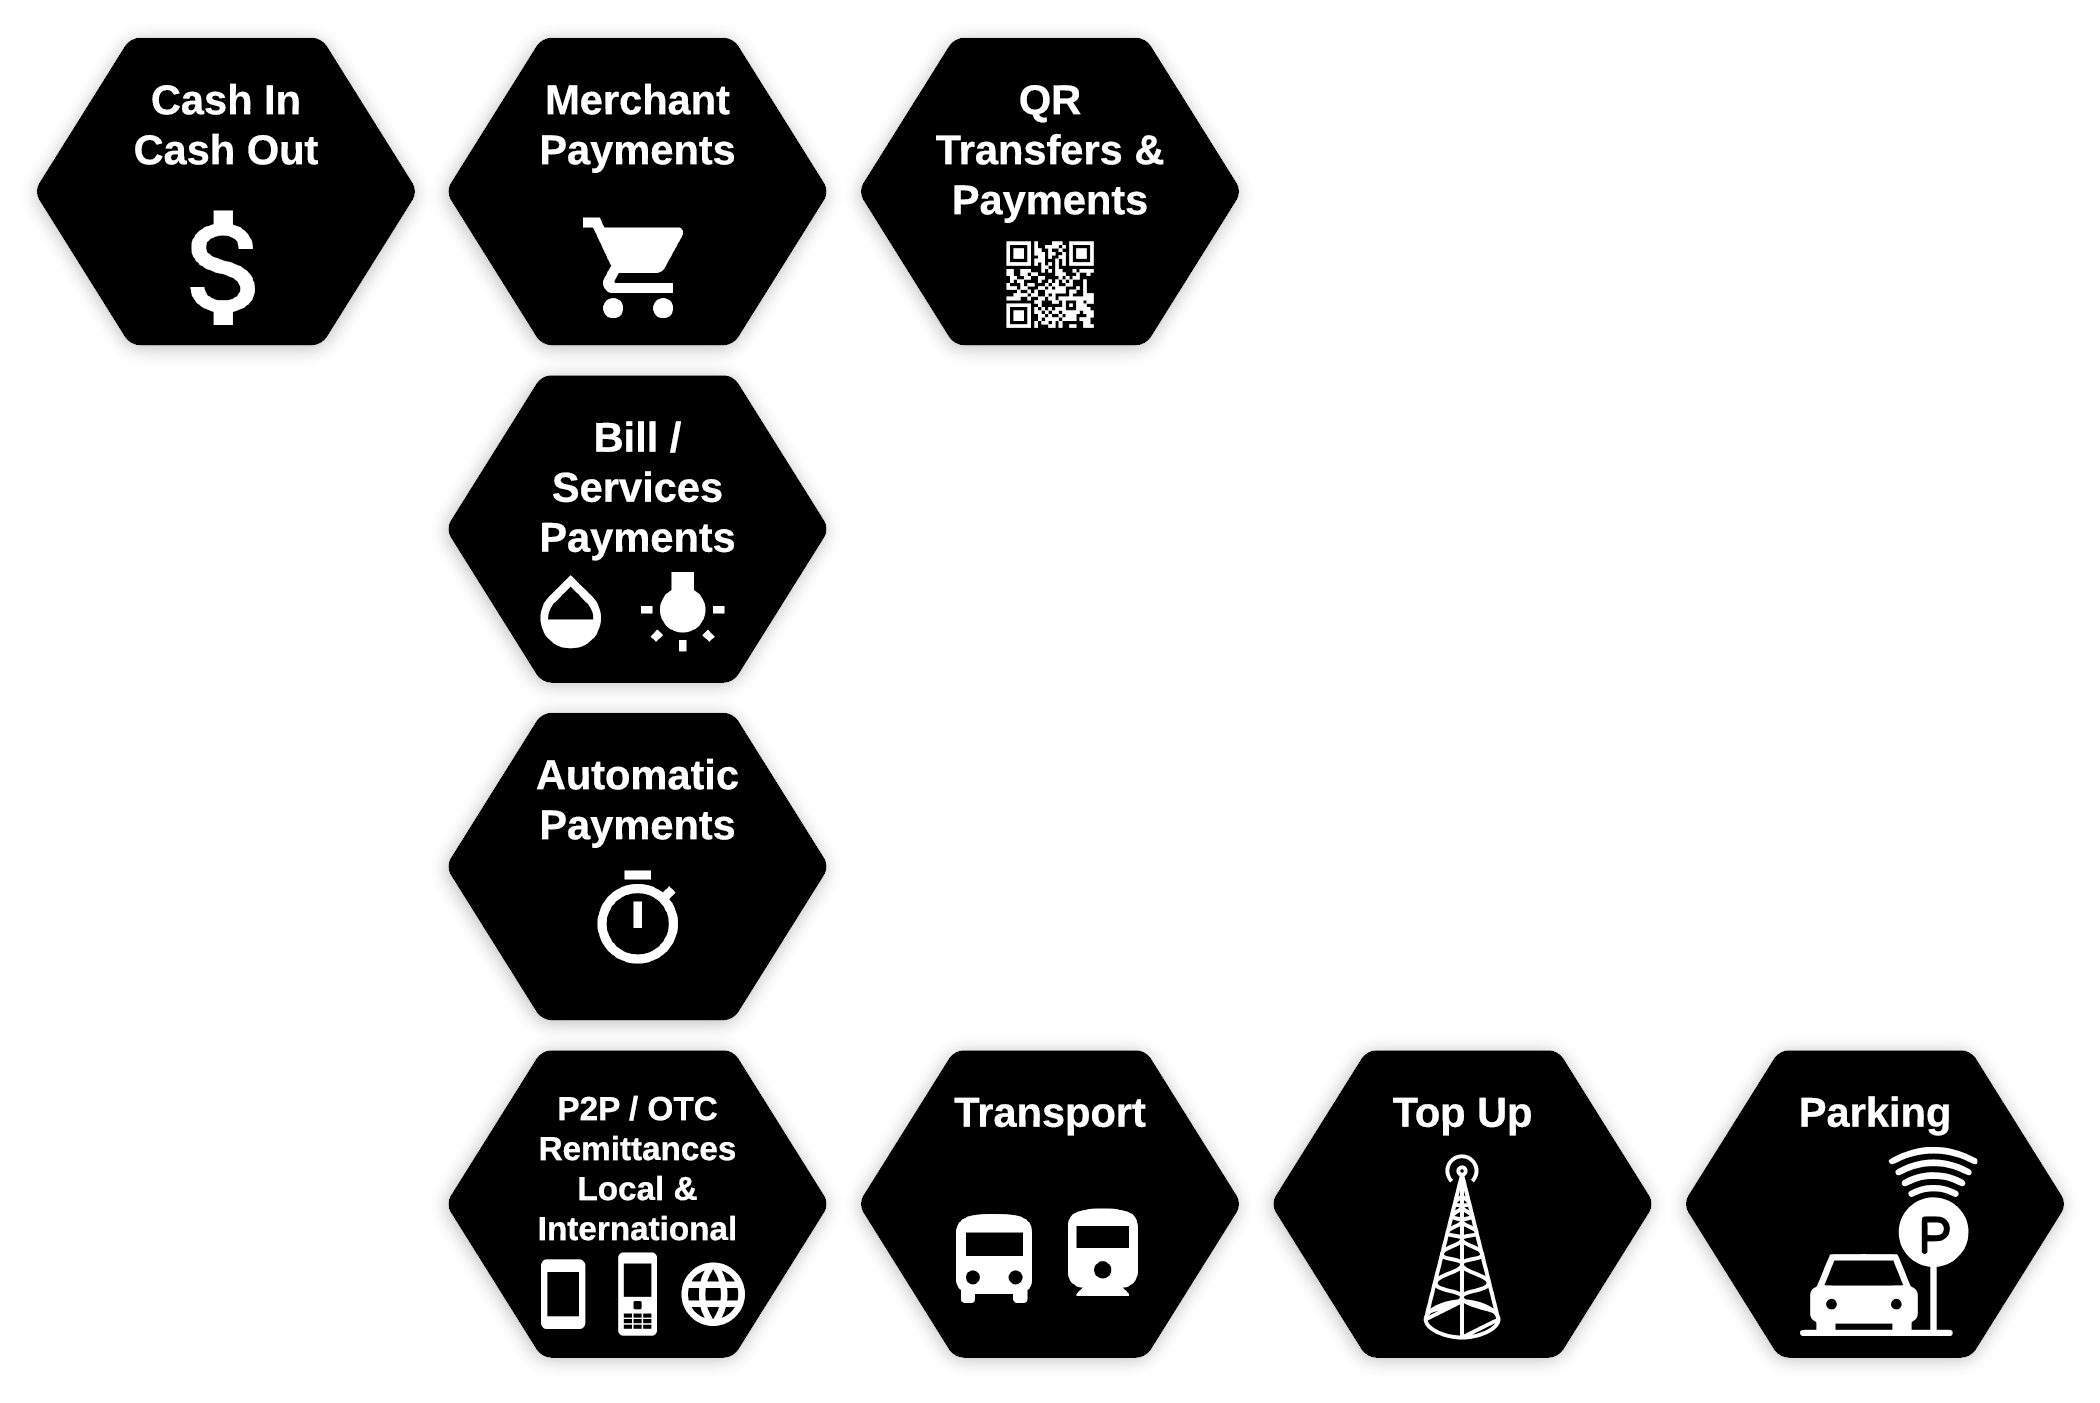 Cash In
Cash Out
Merchant
Payments
QR
Transfers &
Payments
Bill /
Services
Payments
Automatic
Payments
P2P / OTC
Remittances
Local &
International
Transport
Top Up
Parking
P